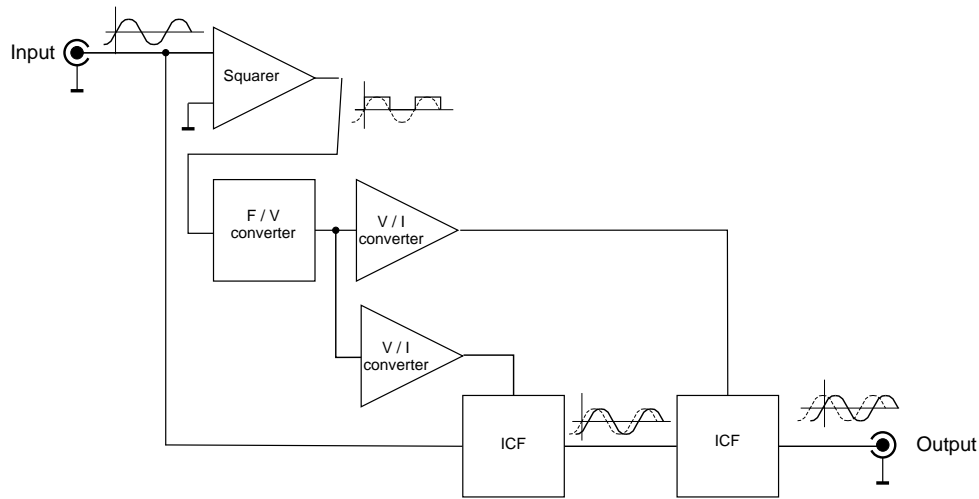 Input
Squarer
F / V
converter
V / I
converter
V / I
converter
ICF
ICF
Output